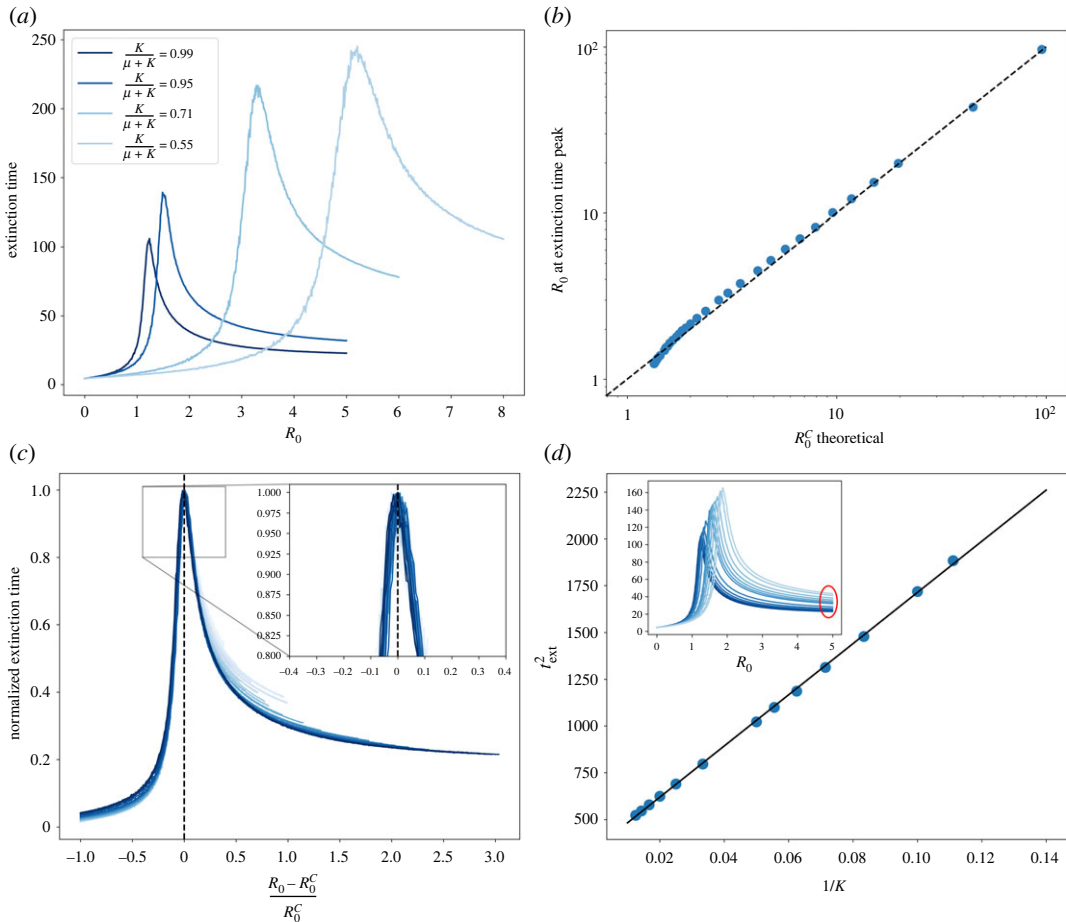 (a)
250
200
150
100
50
0
extinction time
K/(μ + K) = 0.99
K/(μ + K) = 0.95
K/(μ + K) = 0.71
K/(μ + K) = 0.55
0 1 2 3 4 5 6 7 8
R0
(b)
10^2
10
1
R0 at extinction time peak
1 10 10^2
R0^C theoretical
(c)
1.0
0.8
0.6
0.4
0.2
0
normalized extinction time
1.000
0.975
0.950
0.925
0.900
0.875
0.850
0.825
0.800
−0.4 −0.3 −0.2 −0.1 0 0.1 0.2 0.3 0.4
−1.0 −0.5 0 0.5 1.0 1.5 2.0 2.5 3.0
R0 – R0^C
R0^C
(d)
2250
2000
1750
1500
1250
1000
750
500
t_ext^2
160
140
120
100
80
60
40
20
0
0 1 2 3 4 5
R0
0.02 0.04 0.06 0.08 0.10 0.12 0.14
1/K